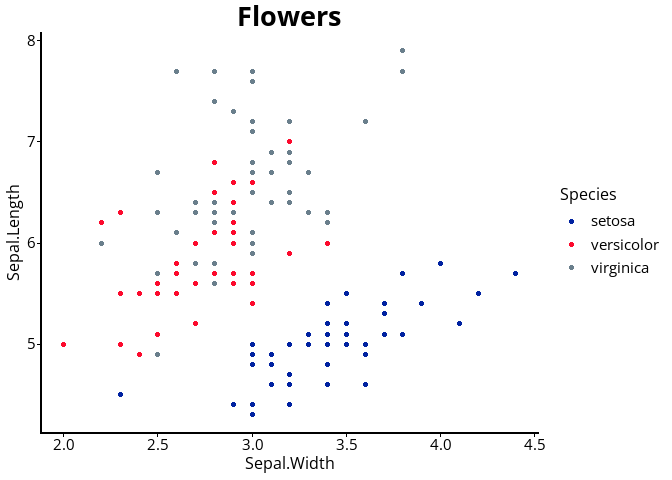 Flowers
8
7
6
5
Sepal.Length
2.0 2.5 3.0 3.5 4.0 4.5
Sepal.Width
Species
setosa
versicolor
virginica